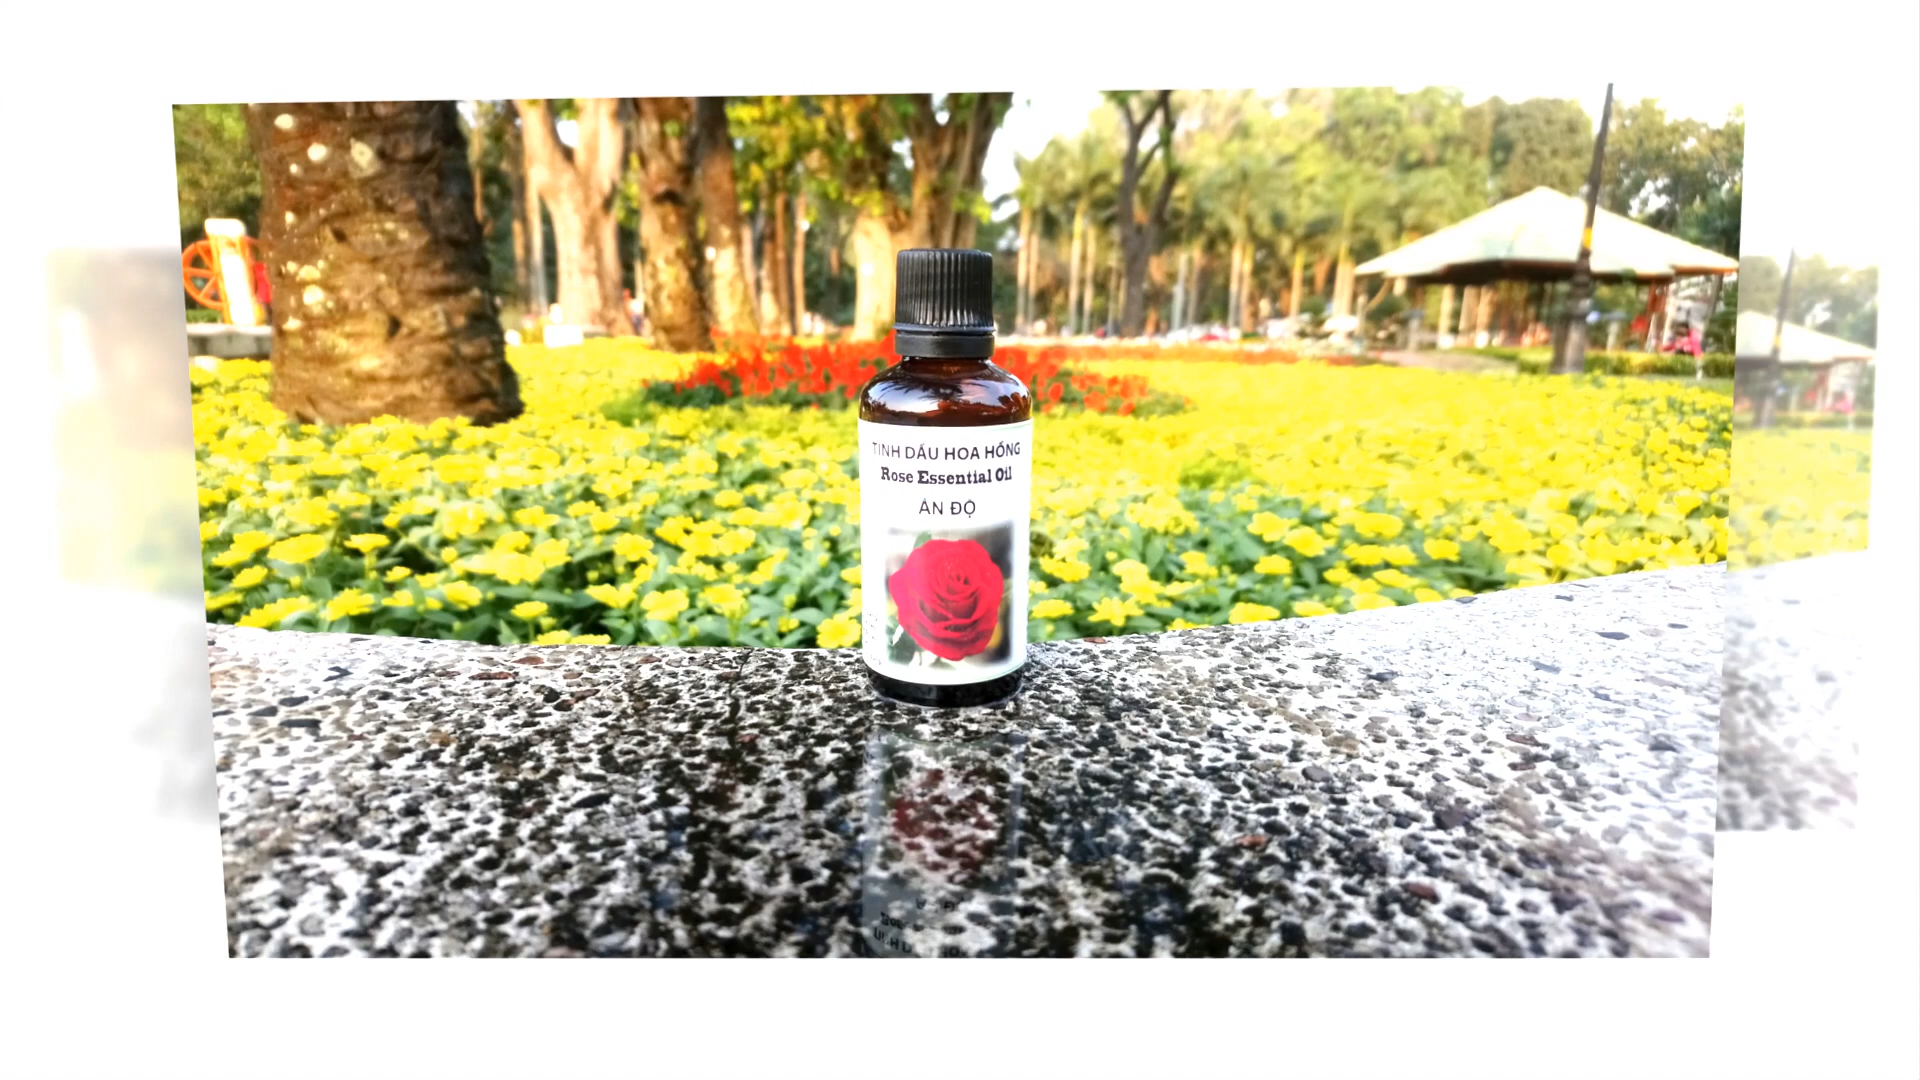 TINH DẦU HOA HỒNG
Rose Essential Oil
ẤN ĐỘ